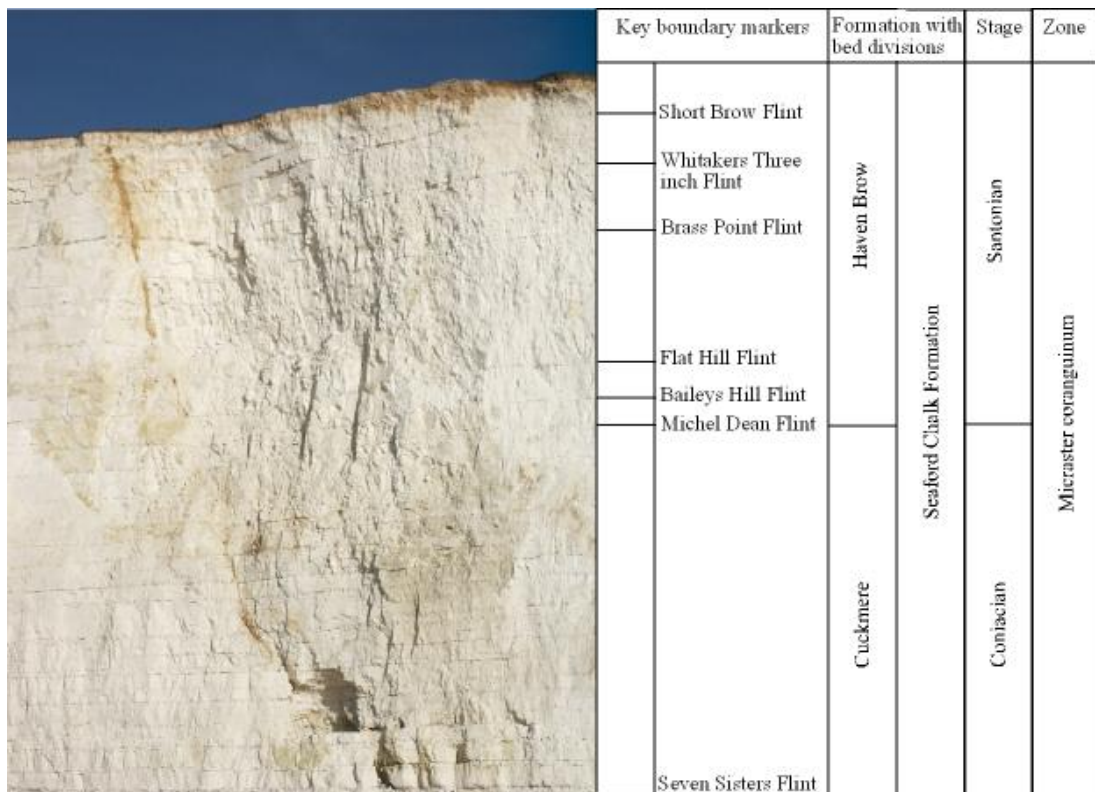 Key boundary markers
Formation with
bed divisions
Stage
Zone
Short Brow Flint
Whitakers Three
inch Flint
Brass Point Flint
Flat Hill Flint
Baileys Hill Flint
Michel Dean Flint
Seven Sisters Flint
Haven Brow
Cuckmere
Seaford Chalk Formation
Santonian
Coniacian
Micraster coranguinum